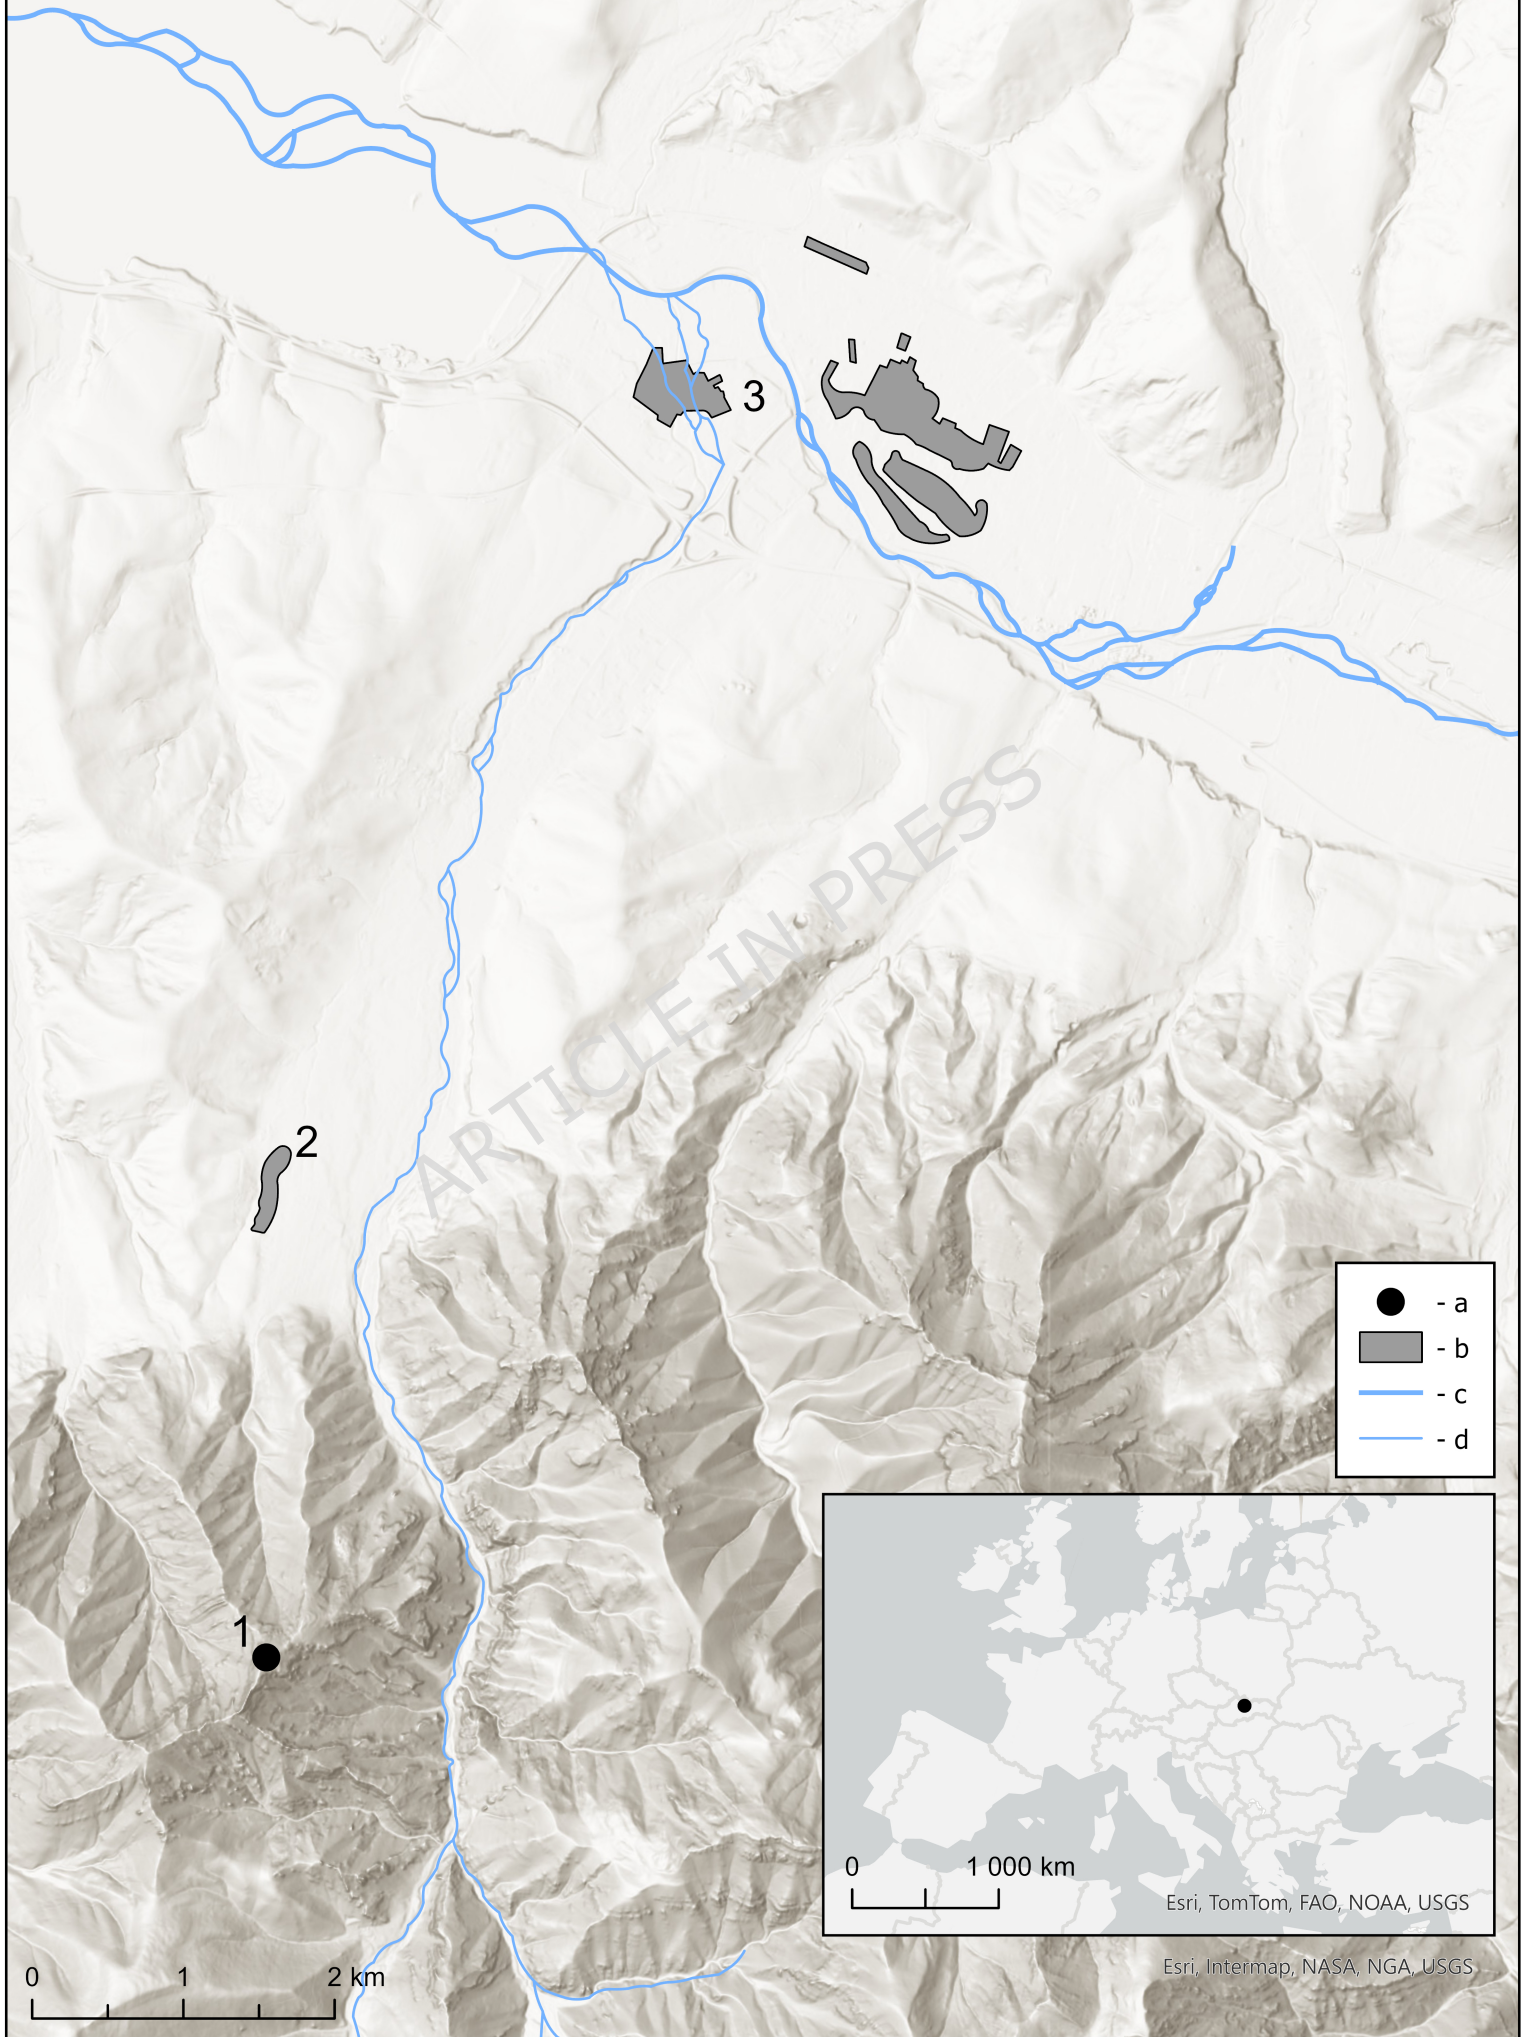 3
ARTICLE IN PRESS
2
- a
- b
- c
- d
1
0 1 000 km
Esri, TomTom, FAO, NOAA, USGS
Esri, Intermap, NASA, NGA, USGS
0 1 2 km